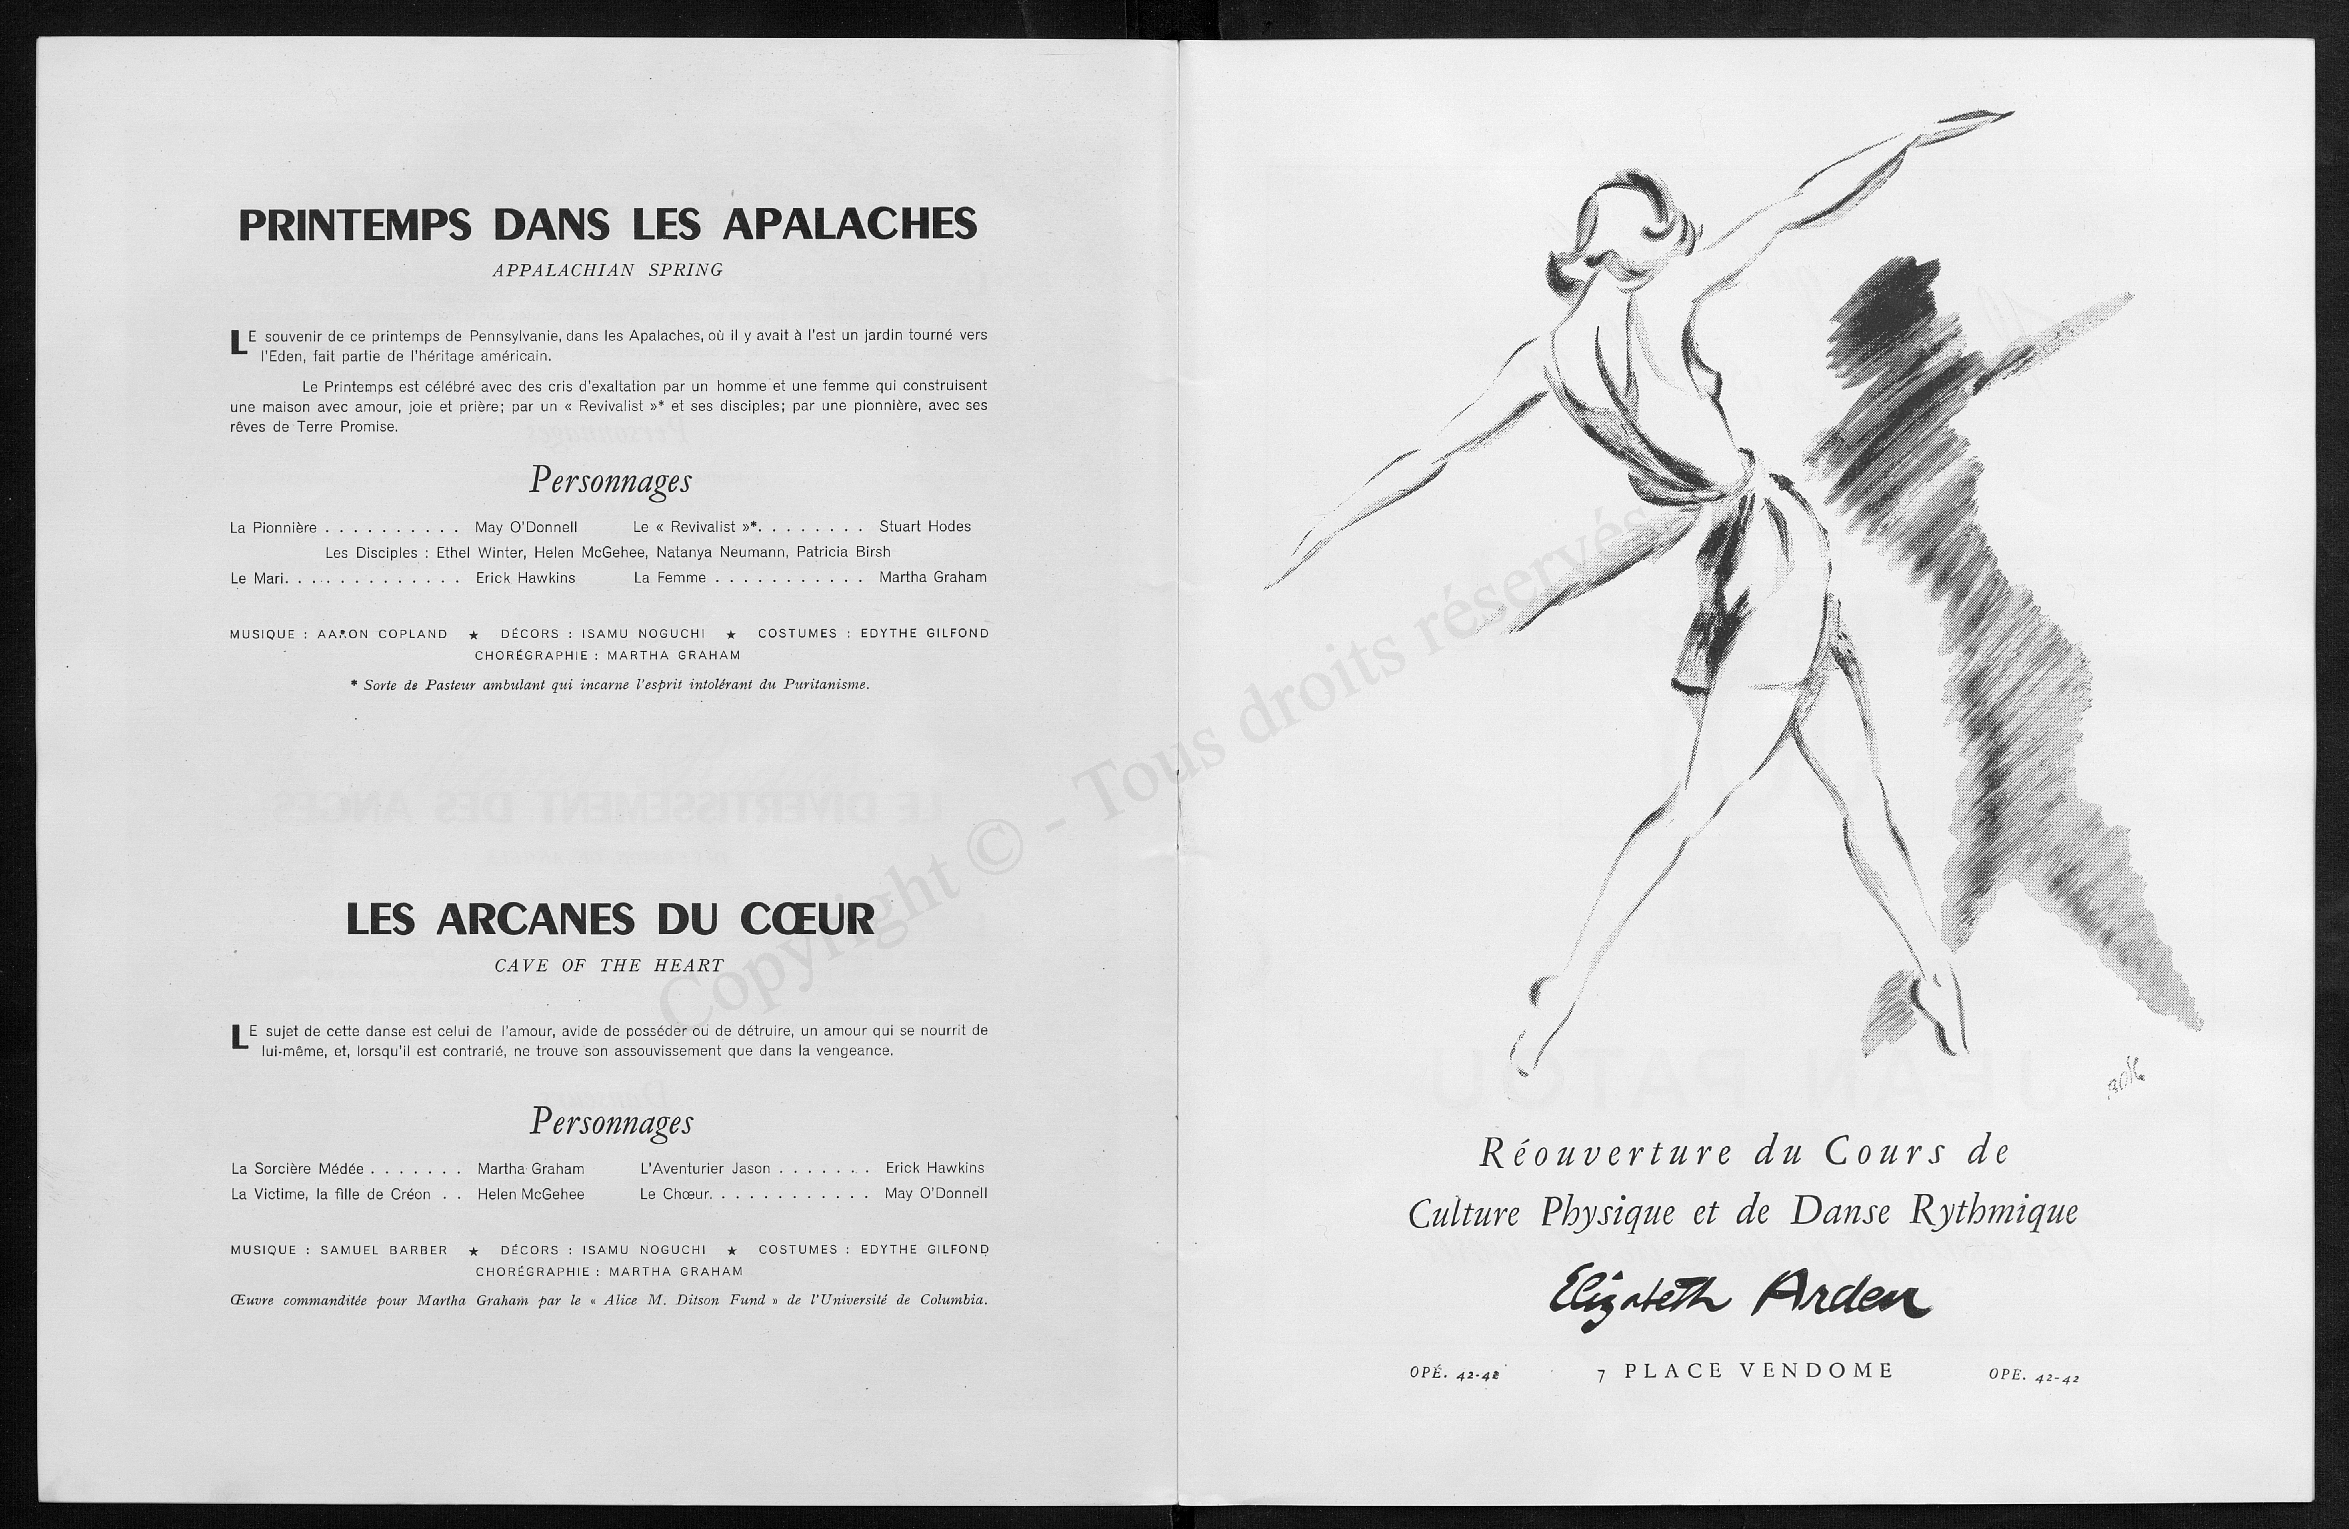 PRINTEMPS DANS LES APALACHES
APPALACHIAN SPRING
LE souvenir de ce printemps de Pennsylvanie, dans les Apalaches, où il y avait à l'est un jardin tourné vers
l'Eden, fait partie de l'héritage américain.
Le Printemps est célébré avec des cris d'exaltation par un homme et une femme qui construisent
une maison avec amour, joie et prière; par un « Revivalist »* et ses disciples; par une pionnière, avec ses
rêves de Terre Promise.
Personnages
La Pionnière . . . . . . . . . . May O'Donnell Le « Revivalist »*. . . . . . . . Stuart Hodes
Les Disciples : Ethel Winter, Helen McGehee, Natanya Neumann, Patricia Birsh
Le Mari. . . . . . . . . . . . . . Erick Hawkins La Femme . . . . . . . . . . . Martha Graham
MUSIQUE : AARON COPLAND ★ DÉCORS : ISAMU NOGUCHI ★ COSTUMES : EDYTHE GILFOND
CHORÉGRAPHIE : MARTHA GRAHAM
* Sorte de Pasteur ambulant qui incarne l'esprit intolérant du Puritanisme.
LES ARCANES DU CŒUR
CAVE OF THE HEART
LE sujet de cette danse est celui de l'amour, avide de posséder ou de détruire, un amour qui se nourrit de
lui-même, et, lorsqu'il est contrarié, ne trouve son assouvissement que dans la vengeance.
Personnages
La Sorcière Médée . . . . . . . Martha Graham L'Aventurier Jason . . . . . . . Erick Hawkins
La Victime, la fille de Créon . . Helen McGehee Le Chœur. . . . . . . . . . . . May O'Donnell
MUSIQUE : SAMUEL BARBER ★ DÉCORS : ISAMU NOGUCHI ★ COSTUMES : EDYTHE GILFOND
CHORÉGRAPHIE : MARTHA GRAHAM
Œuvre commanditée pour Martha Graham par le « Alice M. Ditson Fund » de l'Université de Columbia.
Copyright © - Tous droits réservés
Réouverture du Cours de
Culture Physique et de Danse Rythmique
Elizabeth Arden
OPÉ. 42-42 7 PLACE VENDOME OPE. 42-42